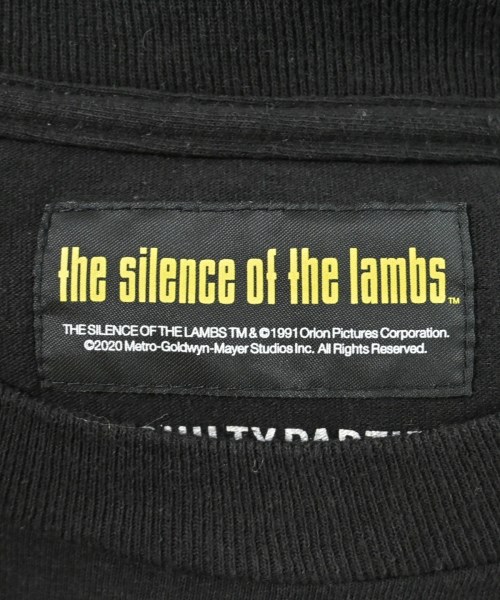 the silence of the lambs™
THE SILENCE OF THE LAMBS TM & ©1991 Orion Pictures Corporation.
©2020 Metro-Goldwyn-Mayer Studios Inc. All Rights Reserved.